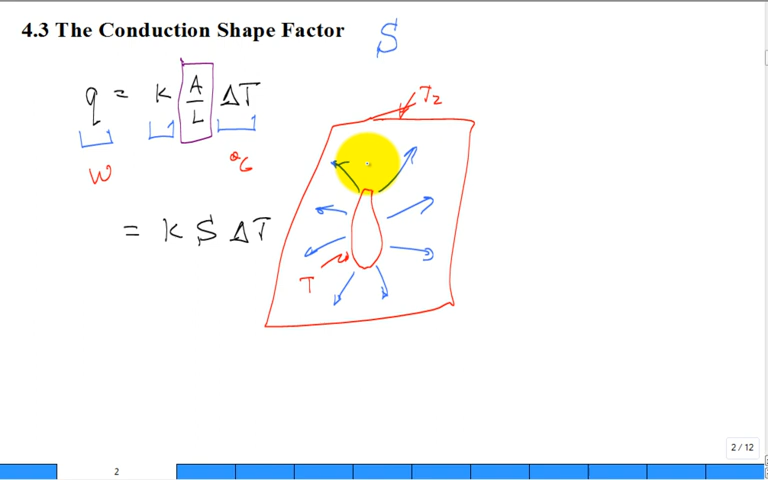 4.3 The Conduction Shape Factor S
q = K A/L ΔT
T2
W °C
= K S ΔT
T
2 / 12
2